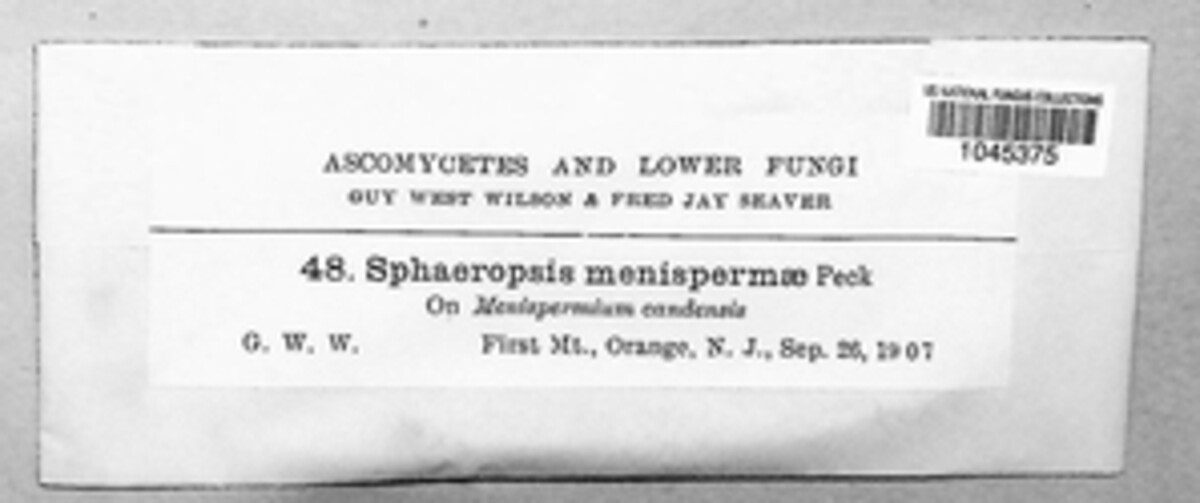 US NATIONAL FUNGUS COLLECTIONS
1045375
ASCOMYCETES AND LOWER FUNGI
GUY WEST WILSON & FRED JAY SEAVER
48. Sphaeropsis menispermæ Peck
On Menispermium candensis
G. W. W. First Mt., Orange, N. J., Sep. 26, 1907